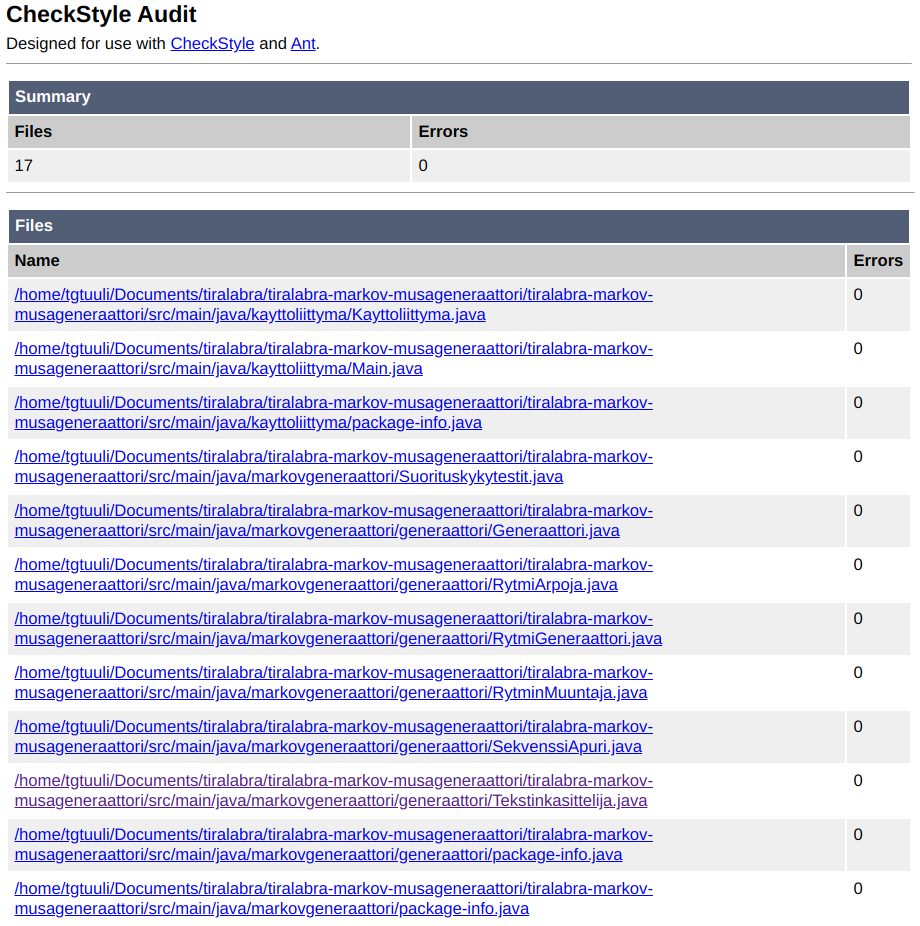 CheckStyle Audit
Designed for use with CheckStyle and Ant.
Summary
Files Errors
17 0
Files
Name Errors
/home/tgtuuli/Documents/tiralabra/tiralabra-markov-musageneraattori/tiralabra-markov- 0
musageneraattori/src/main/java/kayttoliittyma/Kayttoliittyma.java
/home/tgtuuli/Documents/tiralabra/tiralabra-markov-musageneraattori/tiralabra-markov- 0
musageneraattori/src/main/java/kayttoliittyma/Main.java
/home/tgtuuli/Documents/tiralabra/tiralabra-markov-musageneraattori/tiralabra-markov- 0
musageneraattori/src/main/java/kayttoliittyma/package-info.java
/home/tgtuuli/Documents/tiralabra/tiralabra-markov-musageneraattori/tiralabra-markov- 0
musageneraattori/src/main/java/markovgeneraattori/Suorituskykytestit.java
/home/tgtuuli/Documents/tiralabra/tiralabra-markov-musageneraattori/tiralabra-markov- 0
musageneraattori/src/main/java/markovgeneraattori/generaattori/Generaattori.java
/home/tgtuuli/Documents/tiralabra/tiralabra-markov-musageneraattori/tiralabra-markov- 0
musageneraattori/src/main/java/markovgeneraattori/generaattori/RytmiArpoja.java
/home/tgtuuli/Documents/tiralabra/tiralabra-markov-musageneraattori/tiralabra-markov- 0
musageneraattori/src/main/java/markovgeneraattori/generaattori/RytmiGeneraattori.java
/home/tgtuuli/Documents/tiralabra/tiralabra-markov-musageneraattori/tiralabra-markov- 0
musageneraattori/src/main/java/markovgeneraattori/generaattori/RytminMuuntaja.java
/home/tgtuuli/Documents/tiralabra/tiralabra-markov-musageneraattori/tiralabra-markov- 0
musageneraattori/src/main/java/markovgeneraattori/generaattori/SekvenssiApuri.java
/home/tgtuuli/Documents/tiralabra/tiralabra-markov-musageneraattori/tiralabra-markov- 0
musageneraattori/src/main/java/markovgeneraattori/generaattori/Tekstinkasittelija.java
/home/tgtuuli/Documents/tiralabra/tiralabra-markov-musageneraattori/tiralabra-markov- 0
musageneraattori/src/main/java/markovgeneraattori/generaattori/package-info.java
/home/tgtuuli/Documents/tiralabra/tiralabra-markov-musageneraattori/tiralabra-markov- 0
musageneraattori/src/main/java/markovgeneraattori/package-info.java